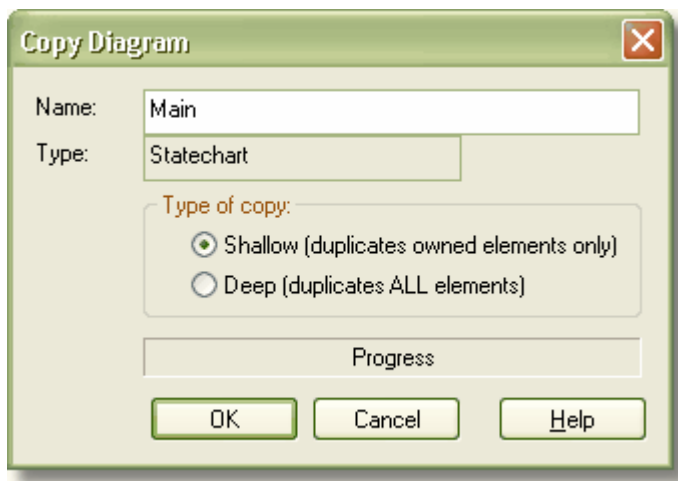 Copy Diagram
Name: Main
Type: Statechart
Type of copy:
Shallow (duplicates owned elements only)
Deep (duplicates ALL elements)
Progress
OK Cancel Help